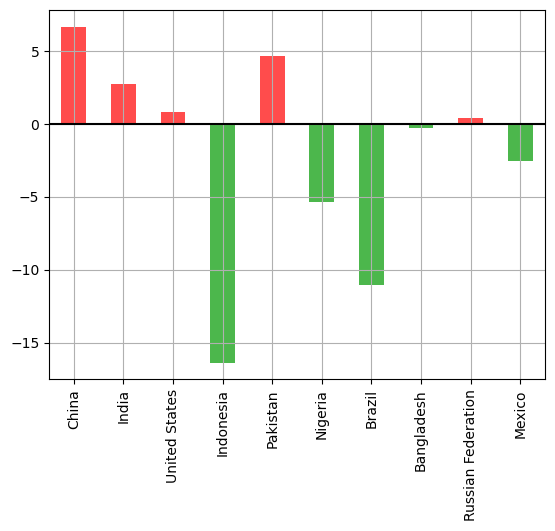 5
0
−5
−10
−15
China
India
United States
Indonesia
Pakistan
Nigeria
Brazil
Bangladesh
Russian Federation
Mexico